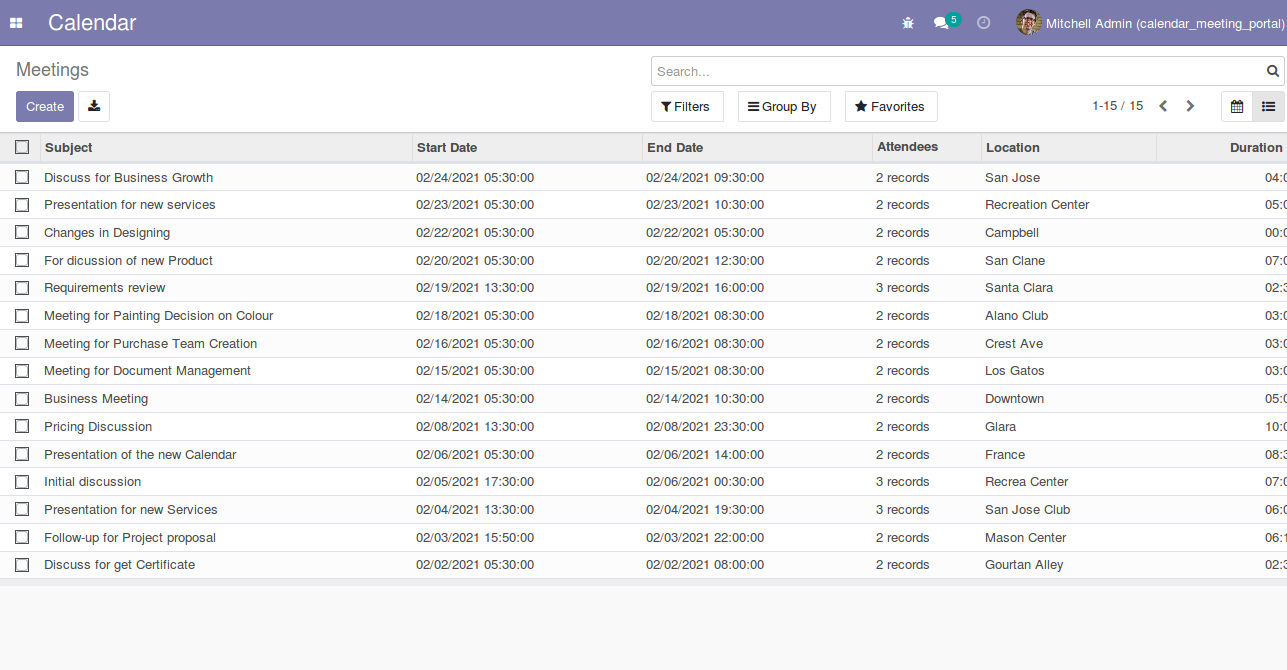 Calendar 5 Mitchell Admin (calendar_meeting_portal)
Meetings Search...
Create Filters Group By Favorites 1-15 / 15
Subject Start Date End Date Attendees Location Duration
Discuss for Business Growth 02/24/2021 05:30:00 02/24/2021 09:30:00 2 records San Jose 04:0
Presentation for new services 02/23/2021 05:30:00 02/23/2021 10:30:00 2 records Recreation Center 05:0
Changes in Designing 02/22/2021 05:30:00 02/22/2021 05:30:00 2 records Campbell 00:0
For dicussion of new Product 02/20/2021 05:30:00 02/20/2021 12:30:00 2 records San Clane 07:0
Requirements review 02/19/2021 13:30:00 02/19/2021 16:00:00 3 records Santa Clara 02:3
Meeting for Painting Decision on Colour 02/18/2021 05:30:00 02/18/2021 08:30:00 2 records Alano Club 03:0
Meeting for Purchase Team Creation 02/16/2021 05:30:00 02/16/2021 08:30:00 2 records Crest Ave 03:0
Meeting for Document Management 02/15/2021 05:30:00 02/15/2021 08:30:00 2 records Los Gatos 03:0
Business Meeting 02/14/2021 05:30:00 02/14/2021 10:30:00 2 records Downtown 05:0
Pricing Discussion 02/08/2021 13:30:00 02/08/2021 23:30:00 2 records Glara 10:0
Presentation of the new Calendar 02/06/2021 05:30:00 02/06/2021 14:00:00 2 records France 08:3
Initial discussion 02/05/2021 17:30:00 02/06/2021 00:30:00 3 records Recrea Center 07:0
Presentation for new Services 02/04/2021 13:30:00 02/04/2021 19:30:00 3 records San Jose Club 06:0
Follow-up for Project proposal 02/03/2021 15:50:00 02/03/2021 22:00:00 2 records Mason Center 06:1
Discuss for get Certificate 02/02/2021 05:30:00 02/02/2021 08:00:00 2 records Gourtan Alley 02:3